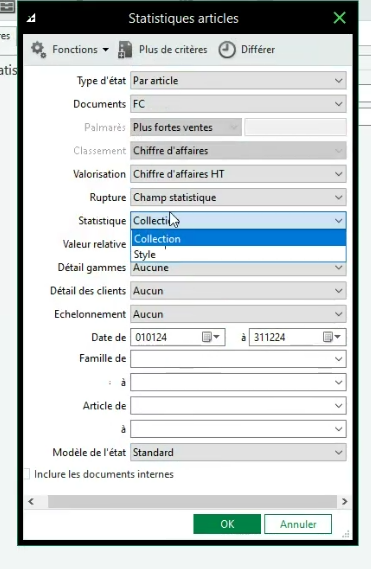 Statistiques articles
Fonctions Plus de critères Différer
Type d'état Par article
Documents FC
Palmarès Plus fortes ventes
Classement Chiffre d'affaires
Valorisation Chiffre d'affaires HT
Rupture Champ statistique
Statistique Collection
Collection
Valeur relative
Style
Détail gammes Aucune
Détail des clients Aucun
Echelonnement Aucun
Date de 010124 à 311224
Famille de
à
Article de
à
Modèle de l'état Standard
Inclure les documents internes
OK Annuler